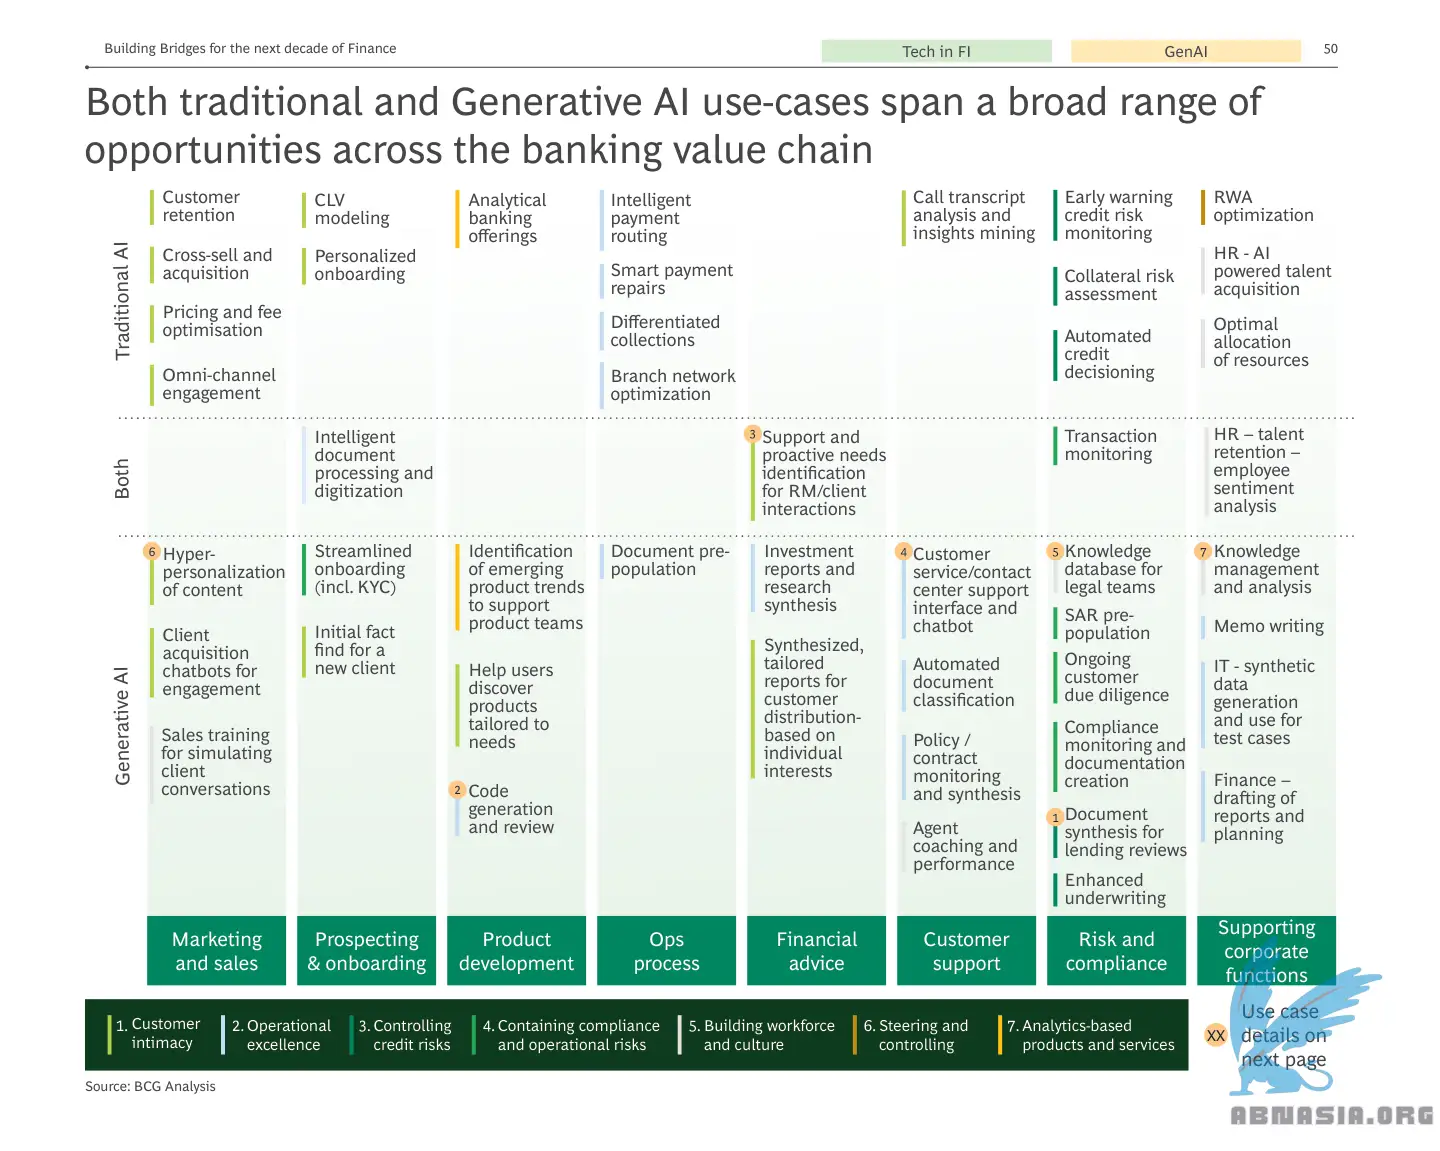 Building Bridges for the next decade of Finance
Tech in FI
GenAI
50
Both traditional and Generative AI use-cases span a broad range of
opportunities across the banking value chain
Traditional AI
Customer
retention
Cross-sell and
acquisition
Pricing and fee
optimisation
Omni-channel
engagement
CLV
modeling
Personalized
onboarding
Analytical
banking
offerings
Intelligent
payment
routing
Smart payment
repairs
Differentiated
collections
Branch network
optimization
Call transcript
analysis and
insights mining
Early warning
credit risk
monitoring
Collateral risk
assessment
Automated
credit
decisioning
RWA
optimization
HR - AI
powered talent
acquisition
Optimal
allocation
of resources
Both
Intelligent
document
processing and
digitization
3
Support and
proactive needs
identification
for RM/client
interactions
Transaction
monitoring
HR – talent
retention –
employee
sentiment
analysis
Generative AI
6
Hyper-
personalization
of content
Client
acquisition
chatbots for
engagement
Sales training
for simulating
client
conversations
Streamlined
onboarding
(incl. KYC)
Initial fact
find for a
new client
Identification
of emerging
product trends
to support
product teams
Help users
discover
products
tailored to
needs
2
Code
generation
and review
Document pre-
population
Investment
reports and
research
synthesis
Synthesized,
tailored
reports for
customer
distribution-
based on
individual
interests
4
Customer
service/contact
center support
interface and
chatbot
Automated
document
classification
Policy /
contract
monitoring
and synthesis
Agent
coaching and
performance
5
Knowledge
database for
legal teams
SAR pre-
population
Ongoing
customer
due diligence
Compliance
monitoring and
documentation
creation
1
Document
synthesis for
lending reviews
Enhanced
underwriting
7
Knowledge
management
and analysis
Memo writing
IT - synthetic
data
generation
and use for
test cases
Finance –
drafting of
reports and
planning
Marketing
and sales
Prospecting
& onboarding
Product
development
Ops
process
Financial
advice
Customer
support
Risk and
compliance
Supporting
corporate
functions
1. Customer
intimacy
2. Operational
excellence
3. Controlling
credit risks
4. Containing compliance
and operational risks
5. Building workforce
and culture
6. Steering and
controlling
7. Analytics-based
products and services
XX
Use case
details on
next page
Source: BCG Analysis
ABNASIA.ORG